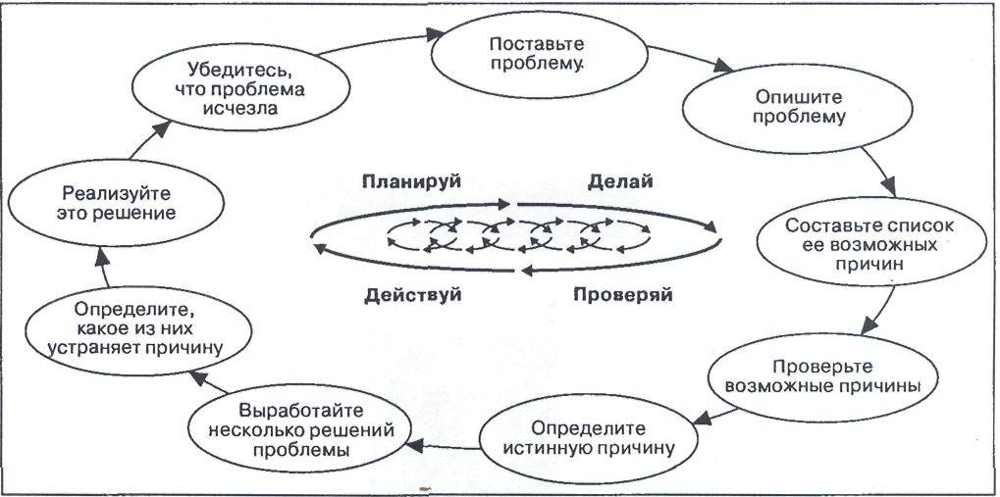 Поставьте
проблему.
Опишите
проблему
Составьте список
ее возможных
причин
Проверьте
возможные причины
Определите
истинную причину
Выработайте
несколько решений
проблемы
Определите,
какое из них
устраняет причину
Реализуйте
это решение
Убедитесь,
что проблема
исчезла
Планируй
Делай
Действуй
Проверяй